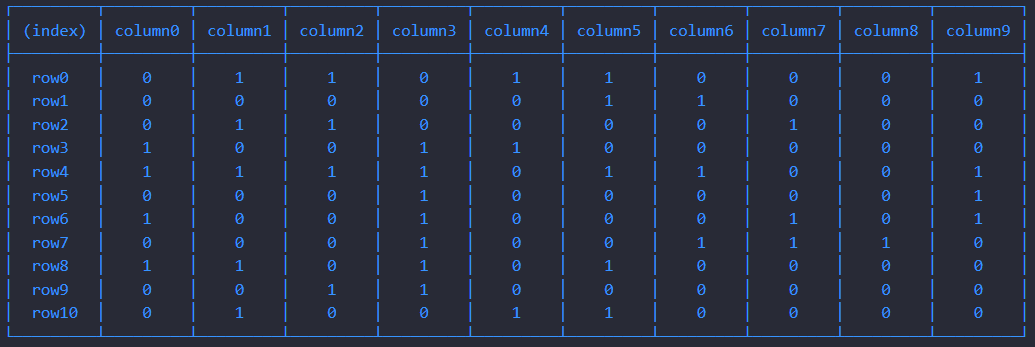 (index) column0 column1 column2 column3 column4 column5 column6 column7 column8 column9
row0 0 1 1 0 1 1 0 0 0 1
row1 0 0 0 0 0 1 1 0 0 0
row2 0 1 1 0 0 0 0 1 0 0
row3 1 0 0 1 1 0 0 0 0 0
row4 1 1 1 1 0 1 1 0 0 1
row5 0 0 0 1 0 0 0 0 0 1
row6 1 0 0 1 0 0 0 1 0 1
row7 0 0 0 1 0 0 1 1 1 0
row8 1 1 0 1 0 1 0 0 0 0
row9 0 0 1 1 0 0 0 0 0 0
row10 0 1 0 0 1 1 0 0 0 0